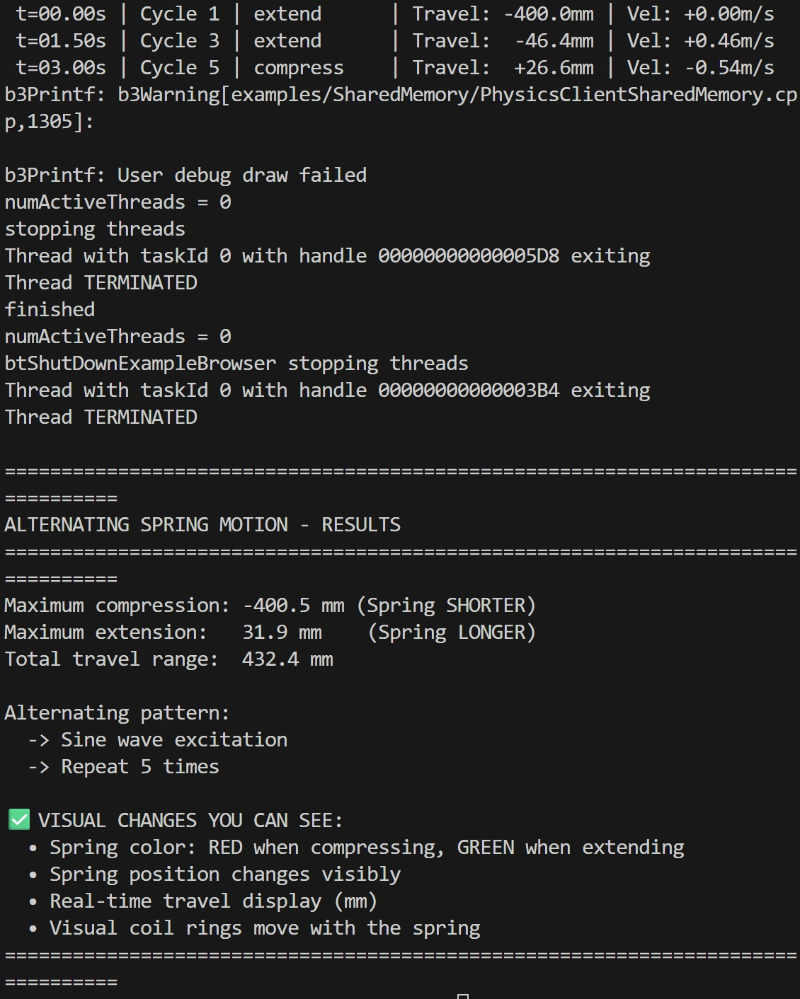 t=00.00s | Cycle 1 | extend      | Travel: -400.0mm | Vel: +0.00m/s
t=01.50s | Cycle 3 | extend      | Travel:  -46.4mm | Vel: +0.46m/s
t=03.00s | Cycle 5 | compress    | Travel:  +26.6mm | Vel: -0.54m/s
b3Printf: b3Warning[examples/SharedMemory/PhysicsClientSharedMemory.cp
p,1305]:
b3Printf: User debug draw failed
numActiveThreads = 0
stopping threads
Thread with taskId 0 with handle 00000000000005D8 exiting
Thread TERMINATED
finished
numActiveThreads = 0
btShutDownExampleBrowser stopping threads
Thread with taskId 0 with handle 00000000000003B4 exiting
Thread TERMINATED
======================================================================
==========
ALTERNATING SPRING MOTION - RESULTS
======================================================================
==========
Maximum compression: -400.5 mm (Spring SHORTER)
Maximum extension:   31.9 mm    (Spring LONGER)
Total travel range:  432.4 mm
Alternating pattern:
  -> Sine wave excitation
  -> Repeat 5 times
✅ VISUAL CHANGES YOU CAN SEE:
  • Spring color: RED when compressing, GREEN when extending
  • Spring position changes visibly
  • Real-time travel display (mm)
  • Visual coil rings move with the spring
======================================================================
==========